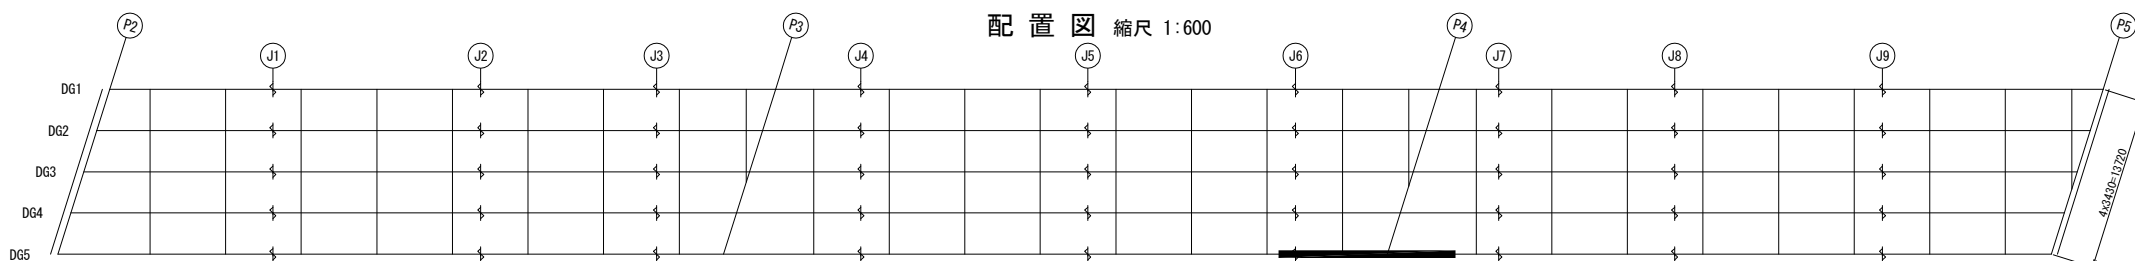 配置図 縮尺 1:600
P2 P3 P4 P5
J1 J2 J3 J4 J5 J6 J7 J8 J9
DG1
DG2
DG3
DG4
DG5
4x3430=13720